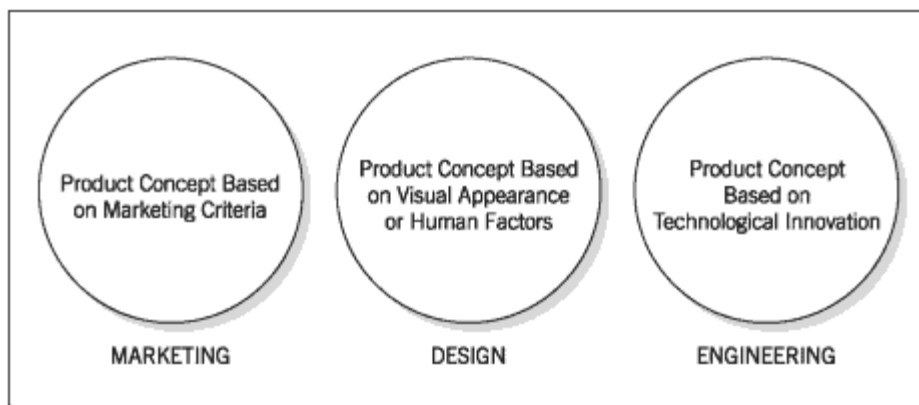 Product Concept Based
on Marketing Criteria
Product Concept Based
on Visual Appearance
or Human Factors
Product Concept
Based on
Technological Innovation
MARKETING
DESIGN
ENGINEERING